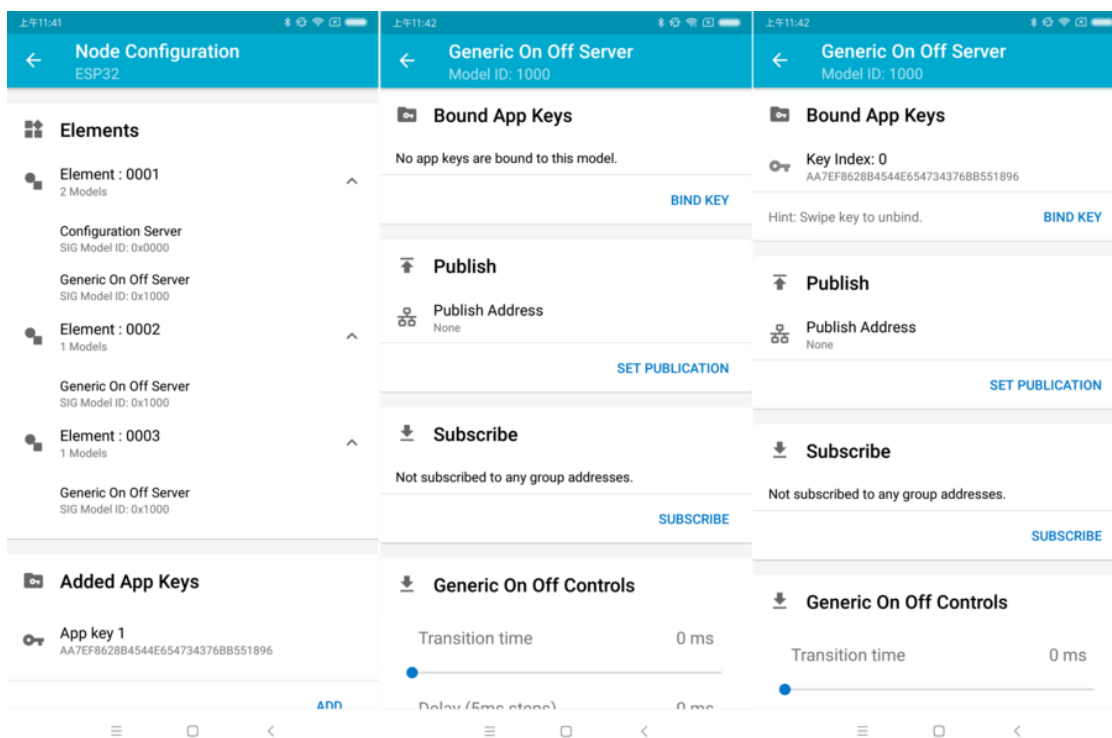 上午11:41
Node Configuration
ESP32
Elements
Element : 0001
2 Models
Configuration Server
SIG Model ID: 0x0000
Generic On Off Server
SIG Model ID: 0x1000
Element : 0002
1 Models
Generic On Off Server
SIG Model ID: 0x1000
Element : 0003
1 Models
Generic On Off Server
SIG Model ID: 0x1000
Added App Keys
App key 1
AA7EF8628B4544E654734376BB551896
ADD
上午11:42
Generic On Off Server
Model ID: 1000
Bound App Keys
No app keys are bound to this model.
BIND KEY
Publish
Publish Address
None
SET PUBLICATION
Subscribe
Not subscribed to any group addresses.
SUBSCRIBE
Generic On Off Controls
Transition time 0 ms
Delay (5ms steps) 0 ms
上午11:42
Generic On Off Server
Model ID: 1000
Bound App Keys
Key Index: 0
AA7EF8628B4544E654734376BB551896
Hint: Swipe key to unbind. BIND KEY
Publish
Publish Address
None
SET PUBLICATION
Subscribe
Not subscribed to any group addresses.
SUBSCRIBE
Generic On Off Controls
Transition time 0 ms